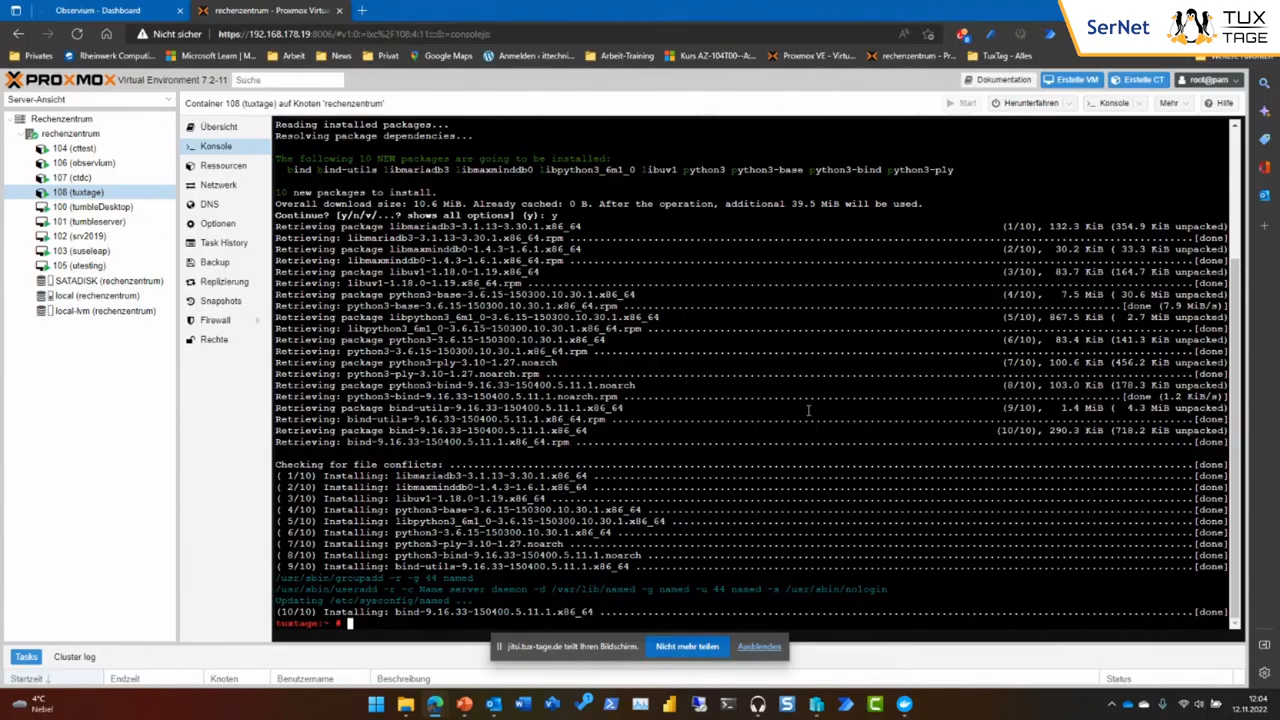 Observium - Dashboard
rechenzentrum - Proxmox Virtu
Nicht sicher
https://192.168.178.19:8006/#v1:0:=lxc%2F108:4:11:::8:=consolejs:
Privates
Rheinwerk Comput...
Microsoft Learn | M...
Arbeit
News
Privat
Google Maps
Anmelden ‹ ittechnic...
Arbeit-Training
Kurs AZ-104T00--A...
Proxmox VE – Virtu...
rechenzentrum - Pr...
TuxTag - Alles
SerNet
TUX
TAGE
PROXMOX
Virtual Environment 7.2-11
Suche
Dokumentation
Erstelle VM
Erstelle CT
root@pam
Server-Ansicht
Container 108 (tuxtage) auf Knoten 'rechenzentrum'
Start
Herunterfahren
Konsole
Mehr
Hilfe
Rechenzentrum
rechenzentrum
104 (cttest)
106 (observium)
107 (ctdc)
108 (tuxtage)
100 (tumbleDesktop)
101 (tumbleserver)
102 (srv2019)
103 (suseleap)
105 (utesting)
SATADISK (rechenzentrum)
local (rechenzentrum)
local-lvm (rechenzentrum)
Übersicht
Konsole
Ressourcen
Netzwerk
DNS
Optionen
Task History
Backup
Replizierung
Snapshots
Firewall
Rechte
Reading installed packages...
Resolving package dependencies...
The following 10 NEW packages are going to be installed:
bind bind-utils libmariadb3 libmaxminddb0 libpython3_6m1_0 libuv1 python3 python3-base python3-bind python3-ply
10 new packages to install.
Overall download size: 10.6 MiB. Already cached: 0 B. After the operation, additional 39.5 MiB will be used.
Continue? [y/n/v/...? shows all options] (y): y
Retrieving package libmariadb3-3.1.13-3.30.1.x86_64 (1/10), 132.3 KiB (354.9 KiB unpacked)
Retrieving: libmariadb3-3.1.13-3.30.1.x86_64.rpm ...[done]
Retrieving package libmaxminddb0-1.4.3-1.6.1.x86_64 (2/10), 30.2 KiB ( 33.3 KiB unpacked)
Retrieving: libmaxminddb0-1.4.3-1.6.1.x86_64.rpm ...[done]
Retrieving package libuv1-1.18.0-1.19.x86_64 (3/10), 83.7 KiB (164.7 KiB unpacked)
Retrieving: libuv1-1.18.0-1.19.x86_64.rpm ...[done]
Retrieving package python3-base-3.6.15-150300.10.30.1.x86_64 (4/10), 7.5 MiB ( 30.6 MiB unpacked)
Retrieving: python3-base-3.6.15-150300.10.30.1.x86_64.rpm ...[done (7.9 MiB/s)]
Retrieving package libpython3_6m1_0-3.6.15-150300.10.30.1.x86_64 (5/10), 867.5 KiB ( 2.7 MiB unpacked)
Retrieving: libpython3_6m1_0-3.6.15-150300.10.30.1.x86_64.rpm ...[done]
Retrieving package python3-3.6.15-150300.10.30.1.x86_64 (6/10), 83.4 KiB (141.3 KiB unpacked)
Retrieving: python3-3.6.15-150300.10.30.1.x86_64.rpm ...[done]
Retrieving package python3-ply-3.10-1.27.noarch (7/10), 100.6 KiB (456.2 KiB unpacked)
Retrieving: python3-ply-3.10-1.27.noarch.rpm ...[done]
Retrieving package python3-bind-9.16.33-150400.5.11.1.noarch (8/10), 103.0 KiB (178.3 KiB unpacked)
Retrieving: python3-bind-9.16.33-150400.5.11.1.noarch.rpm ...[done (1.2 KiB/s)]
Retrieving package bind-utils-9.16.33-150400.5.11.1.x86_64 (9/10), 1.4 MiB ( 4.3 MiB unpacked)
Retrieving: bind-utils-9.16.33-150400.5.11.1.x86_64.rpm ...[done]
Retrieving package bind-9.16.33-150400.5.11.1.x86_64 (10/10), 290.3 KiB (718.2 KiB unpacked)
Retrieving: bind-9.16.33-150400.5.11.1.x86_64.rpm ...[done]
Checking for file conflicts: ...[done]
( 1/10) Installing: libmariadb3-3.1.13-3.30.1.x86_64 ...[done]
( 2/10) Installing: libmaxminddb0-1.4.3-1.6.1.x86_64 ...[done]
( 3/10) Installing: libuv1-1.18.0-1.19.x86_64 ...[done]
( 4/10) Installing: python3-base-3.6.15-150300.10.30.1.x86_64 ...[done]
( 5/10) Installing: libpython3_6m1_0-3.6.15-150300.10.30.1.x86_64 ...[done]
( 6/10) Installing: python3-3.6.15-150300.10.30.1.x86_64 ...[done]
( 7/10) Installing: python3-ply-3.10-1.27.noarch ...[done]
( 8/10) Installing: python3-bind-9.16.33-150400.5.11.1.noarch ...[done]
( 9/10) Installing: bind-utils-9.16.33-150400.5.11.1.x86_64 ...[done]
/usr/sbin/groupadd -r -g 44 named
/usr/sbin/useradd -r -c Name server daemon -d /var/lib/named -g named -u 44 named -s /usr/sbin/nologin
Updating /etc/sysconfig/named ...
(10/10) Installing: bind-9.16.33-150400.5.11.1.x86_64 ...[done]
tuxtage:~ #
jitsi.tux-tage.de teilt Ihren Bildschirm.
Nicht mehr teilen
Ausblenden
Tasks
Cluster log
Startzeit
Endzeit
Knoten
Benutzername
Beschreibung
Status
4°C
Nebel
12:04
12.11.2022